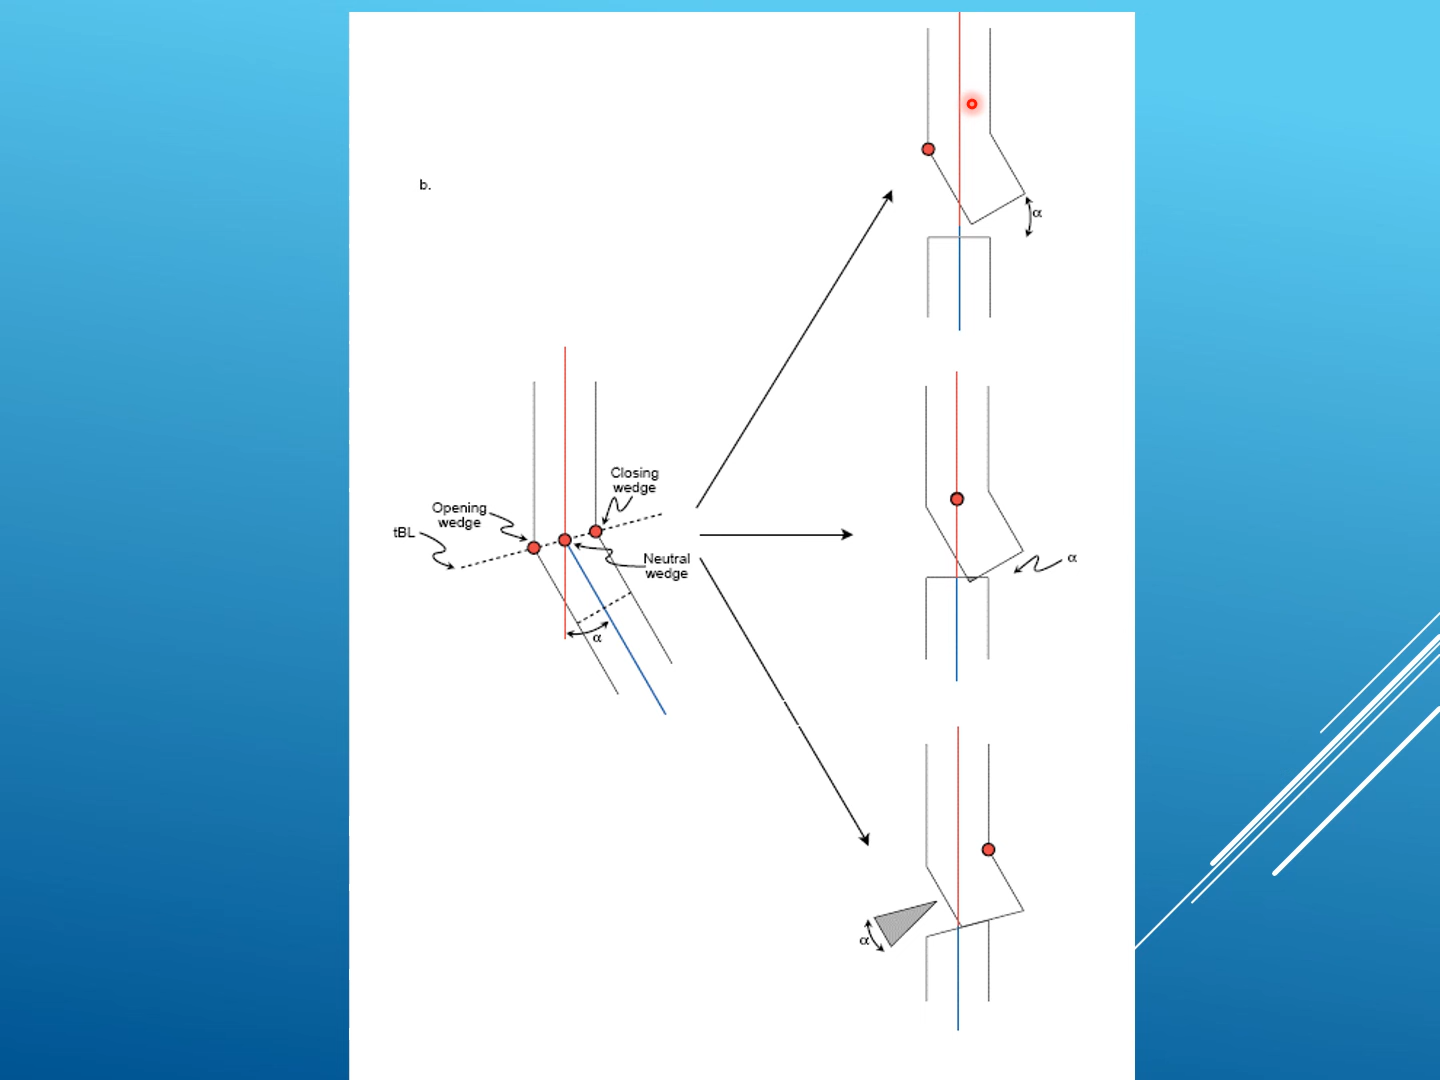 b.
α
Closing
wedge
Opening
wedge
tBL
Neutral
wedge
α
α
α